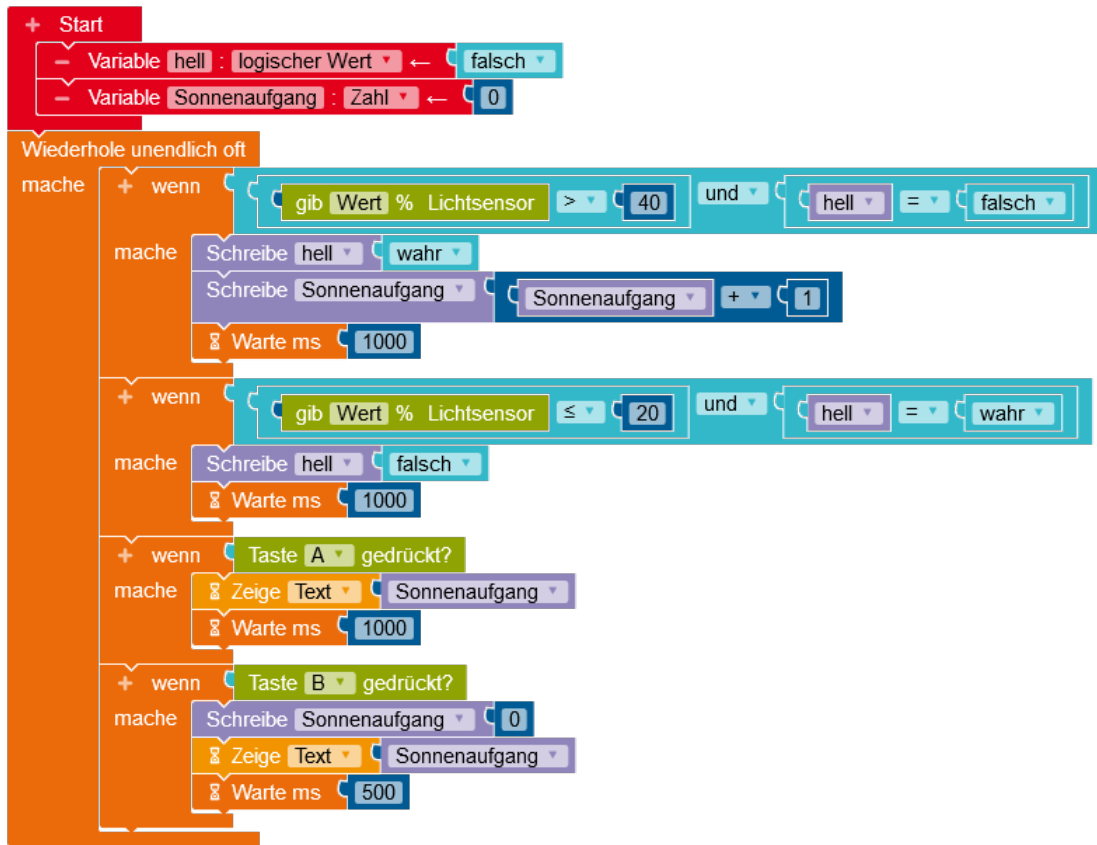 + Start
− Variable hell : logischer Wert ← falsch
− Variable Sonnenaufgang : Zahl ← 0
Wiederhole unendlich oft
mache + wenn gib Wert % Lichtsensor > 40 und hell = falsch
mache Schreibe hell wahr
Schreibe Sonnenaufgang Sonnenaufgang + 1
Warte ms 1000
+ wenn gib Wert % Lichtsensor ≤ 20 und hell = wahr
mache Schreibe hell falsch
Warte ms 1000
+ wenn Taste A gedrückt?
mache Zeige Text Sonnenaufgang
Warte ms 1000
+ wenn Taste B gedrückt?
mache Schreibe Sonnenaufgang 0
Zeige Text Sonnenaufgang
Warte ms 500